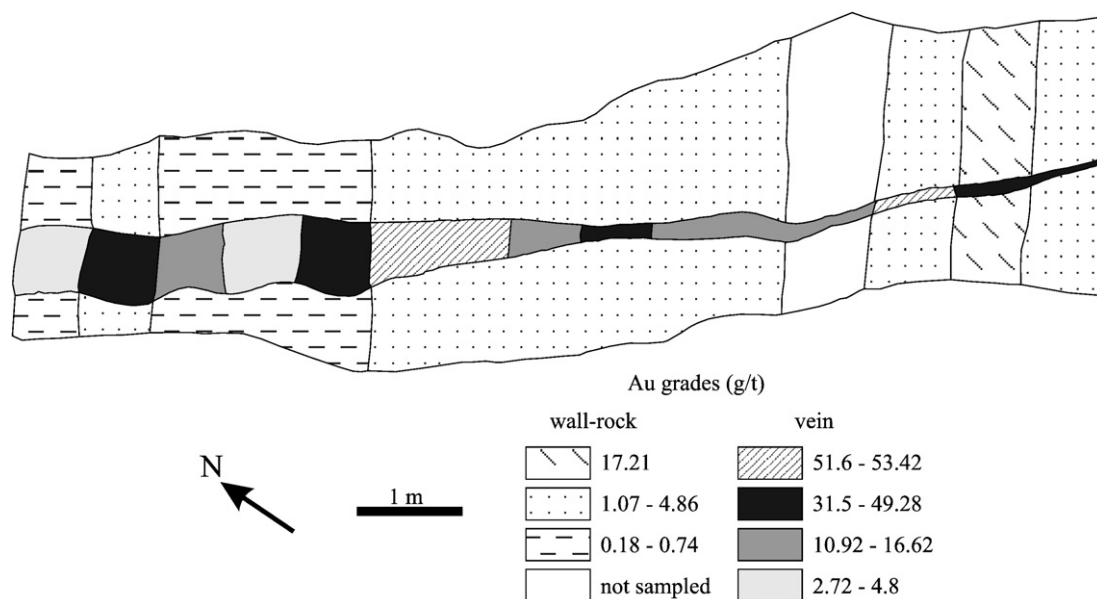 Au grades (g/t)
wall-rock
vein
17.21
51.6 - 53.42
1.07 - 4.86
31.5 - 49.28
0.18 - 0.74
10.92 - 16.62
not sampled
2.72 - 4.8
N
1 m